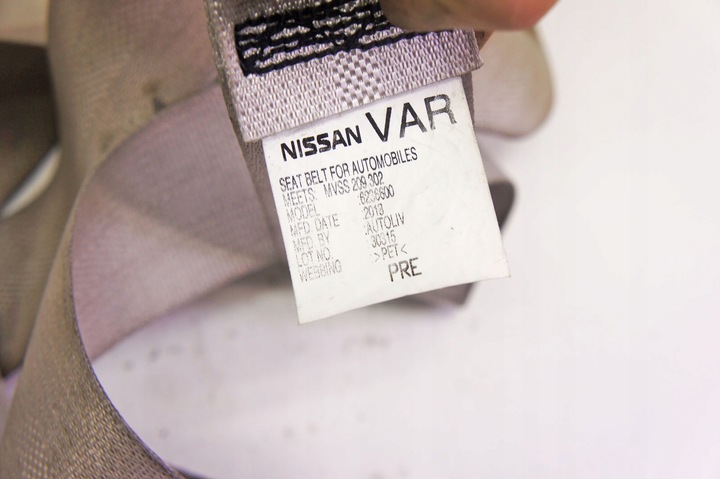 NISSAN VAR
SEAT BELT FOR AUTOMOBILES
MEETS: MVSS 209 302
MODEL
MFD DATE 2013
MFD BY :AUTOLIV
LOT NO. 30315
WEBBING >PET<
PRE